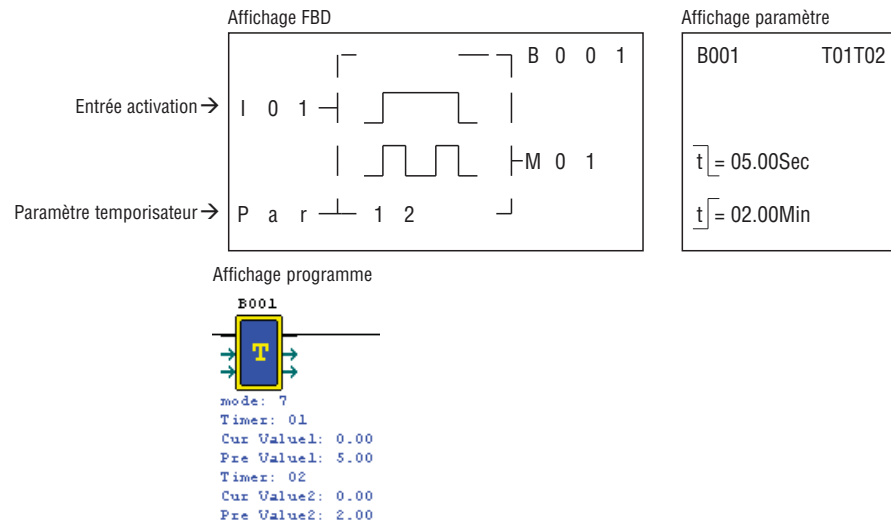 Affichage FBD
B 0 0 1
Entrée activation → I 0 1
M 0 1
Paramètre temporisateur → P a r 1 2
Affichage paramètre
B001 T01T02
t = 05.00Sec
t = 02.00Min
Affichage programme
B001
T
mode: 7
Timer: 01
Cur Value1: 0.00
Pre Value1: 5.00
Timer: 02
Cur Value2: 0.00
Pre Value2: 2.00